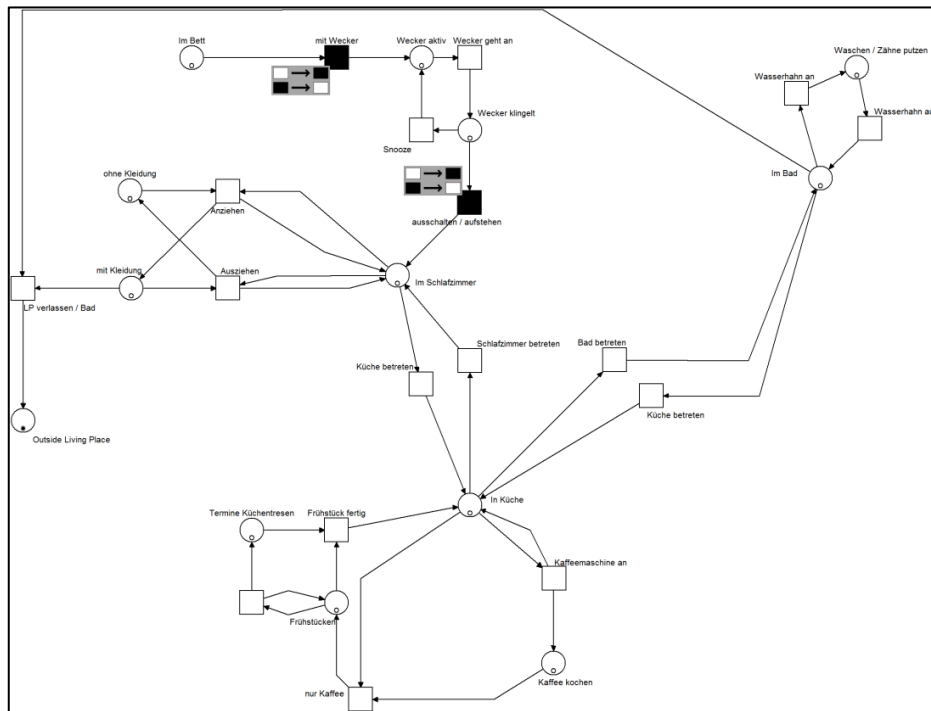 Im Bett
mit Wecker
Wecker aktiv
Wecker geht an
Waschen / Zähne putzen
Wasserhahn an
Wasserhahn au
Wecker klingelt
Snooze
ohne Kleidung
Im Bad
Anziehen
ausschalten / aufstehen
mit Kleidung
Ausziehen
Im Schlafzimmer
LP verlassen / Bad
Schlafzimmer betreten
Bad betreten
Küche betreten
Küche betreten
Outside Living Place
In Küche
Termine Küchentresen
Frühstück fertig
Kaffeemaschine an
Frühstücken
Kaffee kochen
nur Kaffee